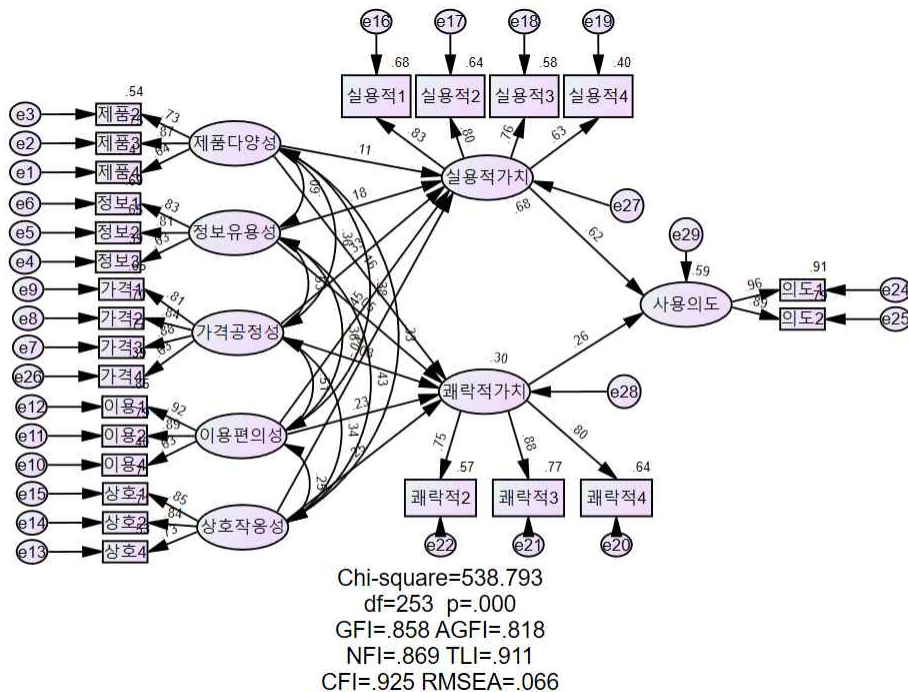 e16 e17 e18 e19
.68 .64 .58 .40
실용적1 실용적2 실용적3 실용적4
.83 .80 .76 .63
.54
e3 제품2 .73
e2 제품3 .87
e1 제품4 .64
제품다양성
.11
실용적가치
.68
e27
e6 정보1 .83
e5 정보2 .81
e4 정보3 .63
정보유용성
.18
.62
e29
.59
사용의도
.96 의도1 .91 e24
.89 의도2 e25
e9 가격1 .81
e8 가격2 .84
e7 가격3 .88
e26 가격4 .65
가격공정성
.26
.30
쾌락적가치
e28
e12 이용1 .92
e11 이용2 .89
e10 이용4 .63
이용편의성
.23
.51
.43
.34
.25
.75 .88 .80
.57 .77 .64
쾌락적2 쾌락적3 쾌락적4
e22 e21 e20
e15 상호1 .85
e14 상호2 .84
e13 상호4 .73
상호작용성
Chi-square=538.793
df=253 p=.000
GFI=.858 AGFI=.818
NFI=.869 TLI=.911
CFI=.925 RMSEA=.066